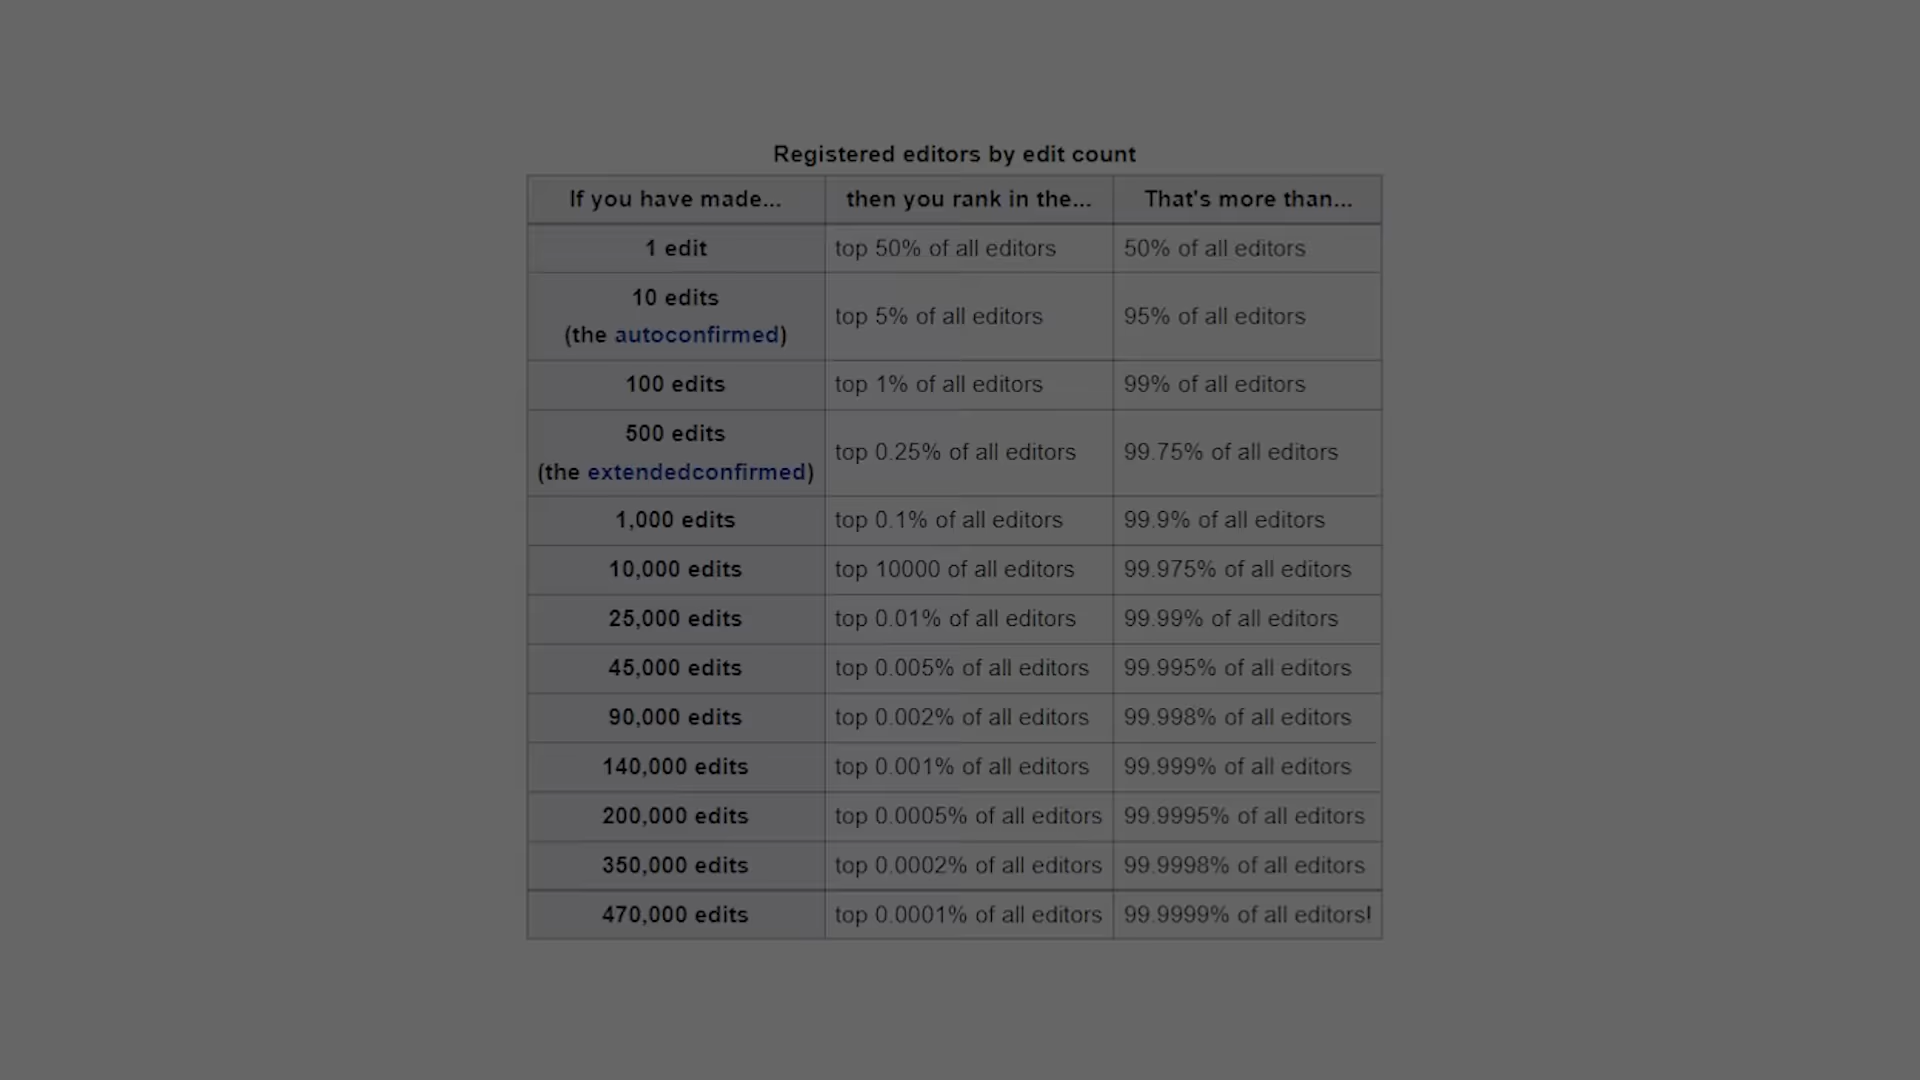 Registered editors by edit count
If you have made... then you rank in the... That's more than...
1 edit top 50% of all editors 50% of all editors
10 edits
(the autoconfirmed) top 5% of all editors 95% of all editors
100 edits top 1% of all editors 99% of all editors
500 edits
(the extendedconfirmed) top 0.25% of all editors 99.75% of all editors
1,000 edits top 0.1% of all editors 99.9% of all editors
10,000 edits top 10000 of all editors 99.975% of all editors
25,000 edits top 0.01% of all editors 99.99% of all editors
45,000 edits top 0.005% of all editors 99.995% of all editors
90,000 edits top 0.002% of all editors 99.998% of all editors
140,000 edits top 0.001% of all editors 99.999% of all editors
200,000 edits top 0.0005% of all editors 99.9995% of all editors
350,000 edits top 0.0002% of all editors 99.9998% of all editors
470,000 edits top 0.0001% of all editors 99.9999% of all editors!